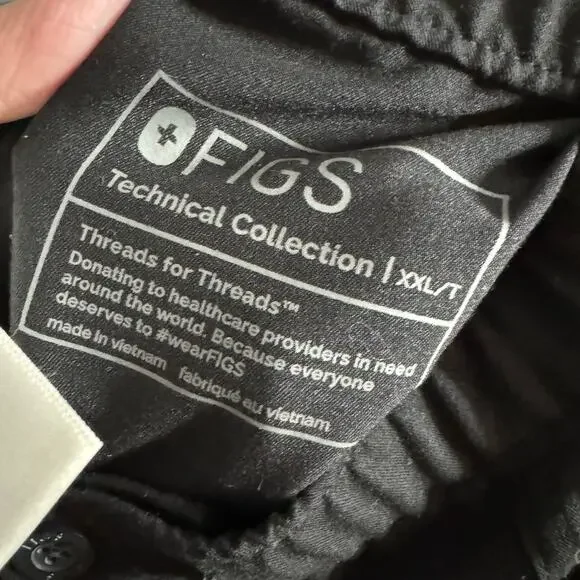 FIGS
Technical Collection | XXL/T
Threads for Threads™
Donating to healthcare providers in need
around the world. Because everyone
deserves to #wearFIGS
made in vietnam fabriqué au vietnam